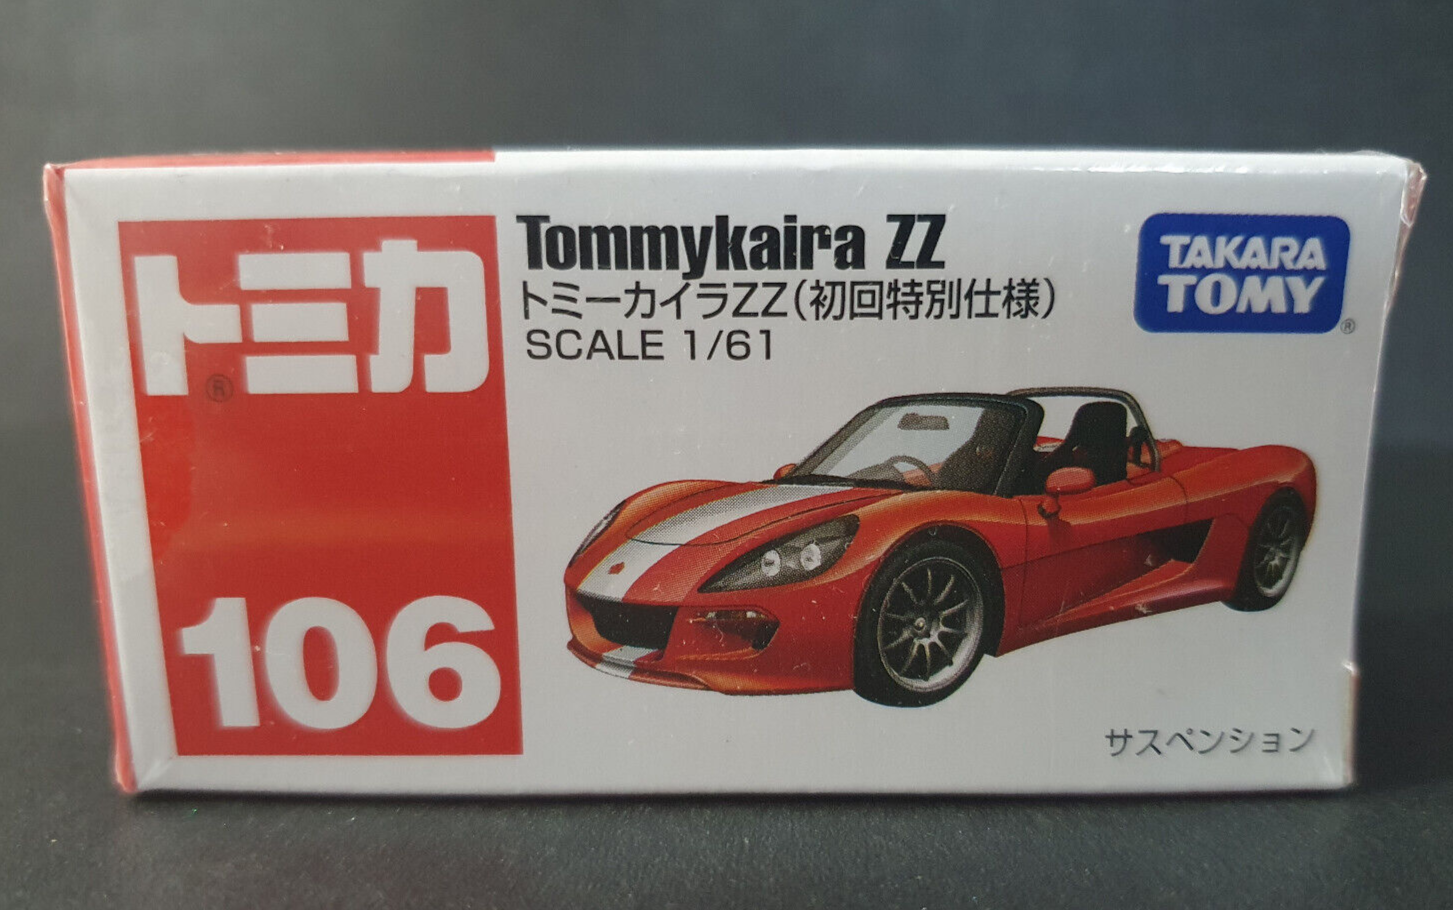 トミカ
®
106
Tommykaira ZZ
トミーカイラZZ(初回特別仕様)
SCALE 1/61
TAKARA
TOMY
®
サスペンション